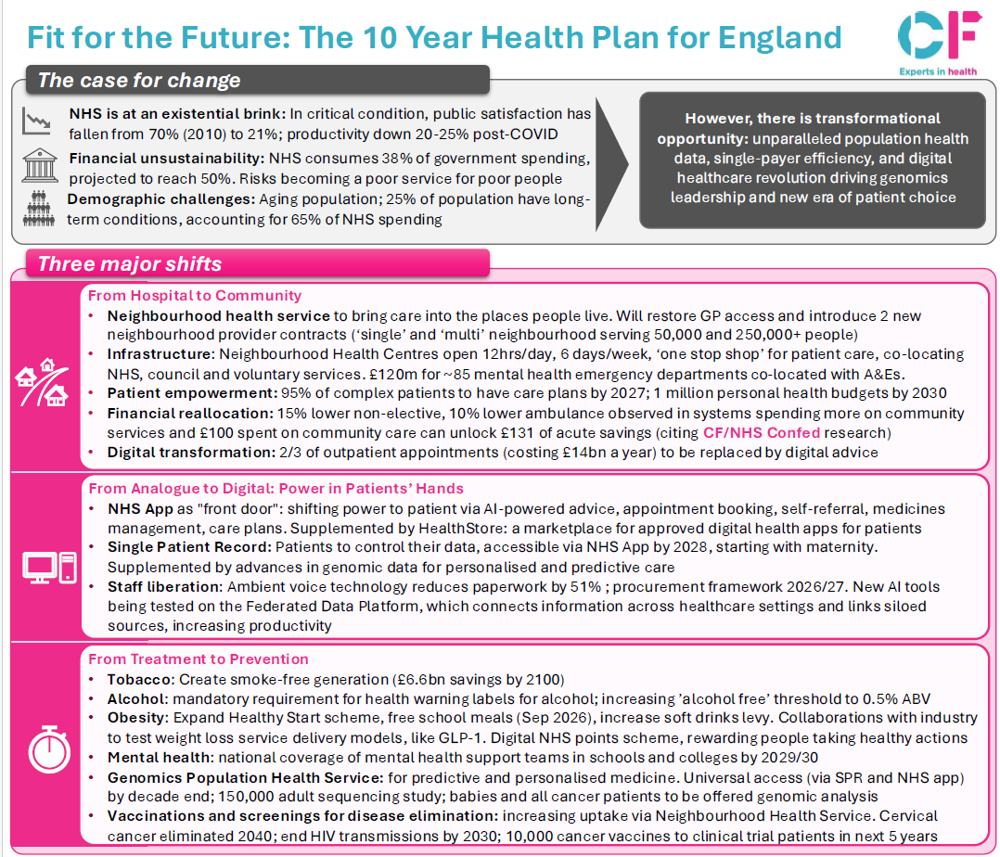 Fit for the Future: The 10 Year Health Plan for England
CF
Experts in health
The case for change
NHS is at an existential brink: In critical condition, public satisfaction has
fallen from 70% (2010) to 21%; productivity down 20-25% post-COVID
Financial unsustainability: NHS consumes 38% of government spending,
projected to reach 50%. Risks becoming a poor service for poor people
Demographic challenges: Aging population; 25% of population have long-
term conditions, accounting for 65% of NHS spending
However, there is transformational
opportunity: unparalleled population health
data, single-payer efficiency, and digital
healthcare revolution driving genomics
leadership and new era of patient choice
Three major shifts
From Hospital to Community
• Neighbourhood health service to bring care into the places people live. Will restore GP access and introduce 2 new
neighbourhood provider contracts (‘single’ and ‘multi’ neighbourhood serving 50,000 and 250,000+ people)
• Infrastructure: Neighbourhood Health Centres open 12hrs/day, 6 days/week, ‘one stop shop’ for patient care, co-locating
NHS, council and voluntary services. £120m for ~85 mental health emergency departments co-located with A&Es.
• Patient empowerment: 95% of complex patients to have care plans by 2027; 1 million personal health budgets by 2030
• Financial reallocation: 15% lower non-elective, 10% lower ambulance observed in systems spending more on community
services and £100 spent on community care can unlock £131 of acute savings (citing CF/NHS Confed research)
• Digital transformation: 2/3 of outpatient appointments (costing £14bn a year) to be replaced by digital advice
From Analogue to Digital: Power in Patients’ Hands
• NHS App as "front door": shifting power to patient via AI-powered advice, appointment booking, self-referral, medicines
management, care plans. Supplemented by HealthStore: a marketplace for approved digital health apps for patients
• Single Patient Record: Patients to control their data, accessible via NHS App by 2028, starting with maternity.
Supplemented by advances in genomic data for personalised and predictive care
• Staff liberation: Ambient voice technology reduces paperwork by 51% ; procurement framework 2026/27. New AI tools
being tested on the Federated Data Platform, which connects information across healthcare settings and links siloed
sources, increasing productivity
From Treatment to Prevention
• Tobacco: Create smoke-free generation (£6.6bn savings by 2100)
• Alcohol: mandatory requirement for health warning labels for alcohol; increasing ’alcohol free’ threshold to 0.5% ABV
• Obesity: Expand Healthy Start scheme, free school meals (Sep 2026), increase soft drinks levy. Collaborations with industry
to test weight loss service delivery models, like GLP-1. Digital NHS points scheme, rewarding people taking healthy actions
• Mental health: national coverage of mental health support teams in schools and colleges by 2029/30
• Genomics Population Health Service: for predictive and personalised medicine. Universal access (via SPR and NHS app)
by decade end; 150,000 adult sequencing study; babies and all cancer patients to be offered genomic analysis
• Vaccinations and screenings for disease elimination: increasing uptake via Neighbourhood Health Service. Cervical
cancer eliminated 2040; end HIV transmissions by 2030; 10,000 cancer vaccines to clinical trial patients in next 5 years